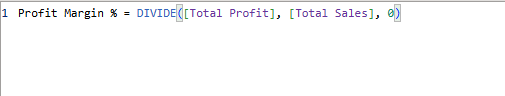 1 Profit Margin % = DIVIDE([Total Profit], [Total Sales], 0)